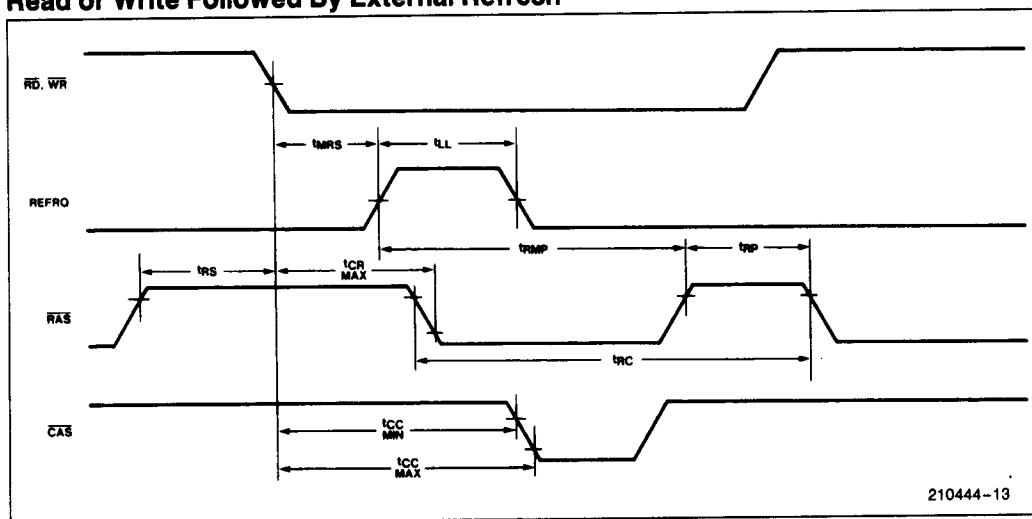 Read or Write Followed By External Refresh
RD, WR
tMRS
tLL
REFRQ
tRMP
tRP
tRS
tCR
MAX
RAS
tRC
CAS
tCC
MIN
tCC
MAX
210444-13